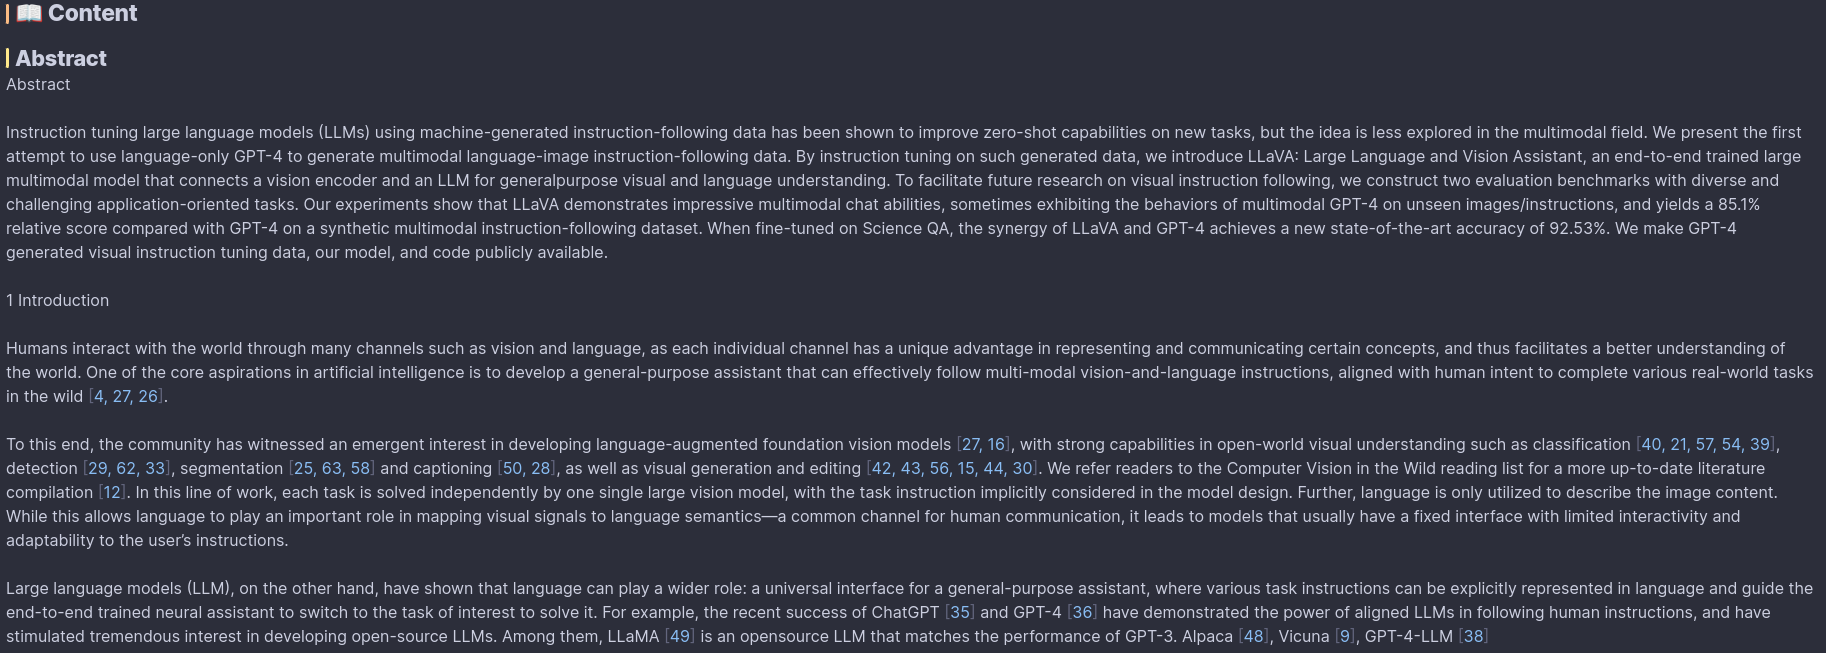 📖 Content
Abstract
Abstract
Instruction tuning large language models (LLMs) using machine-generated instruction-following data has been shown to improve zero-shot capabilities on new tasks, but the idea is less explored in the multimodal field. We present the first
attempt to use language-only GPT-4 to generate multimodal language-image instruction-following data. By instruction tuning on such generated data, we introduce LLaVA: Large Language and Vision Assistant, an end-to-end trained large
multimodal model that connects a vision encoder and an LLM for generalpurpose visual and language understanding. To facilitate future research on visual instruction following, we construct two evaluation benchmarks with diverse and
challenging application-oriented tasks. Our experiments show that LLaVA demonstrates impressive multimodal chat abilities, sometimes exhibiting the behaviors of multimodal GPT-4 on unseen images/instructions, and yields a 85.1%
relative score compared with GPT-4 on a synthetic multimodal instruction-following dataset. When fine-tuned on Science QA, the synergy of LLaVA and GPT-4 achieves a new state-of-the-art accuracy of 92.53%. We make GPT-4
generated visual instruction tuning data, our model, and code publicly available.
1 Introduction
Humans interact with the world through many channels such as vision and language, as each individual channel has a unique advantage in representing and communicating certain concepts, and thus facilitates a better understanding of
the world. One of the core aspirations in artificial intelligence is to develop a general-purpose assistant that can effectively follow multi-modal vision-and-language instructions, aligned with human intent to complete various real-world tasks
in the wild [4, 27, 26].
To this end, the community has witnessed an emergent interest in developing language-augmented foundation vision models [27, 16], with strong capabilities in open-world visual understanding such as classification [40, 21, 57, 54, 39],
detection [29, 62, 33], segmentation [25, 63, 58] and captioning [50, 28], as well as visual generation and editing [42, 43, 56, 15, 44, 30]. We refer readers to the Computer Vision in the Wild reading list for a more up-to-date literature
compilation [12]. In this line of work, each task is solved independently by one single large vision model, with the task instruction implicitly considered in the model design. Further, language is only utilized to describe the image content.
While this allows language to play an important role in mapping visual signals to language semantics—a common channel for human communication, it leads to models that usually have a fixed interface with limited interactivity and
adaptability to the user’s instructions.
Large language models (LLM), on the other hand, have shown that language can play a wider role: a universal interface for a general-purpose assistant, where various task instructions can be explicitly represented in language and guide the
end-to-end trained neural assistant to switch to the task of interest to solve it. For example, the recent success of ChatGPT [35] and GPT-4 [36] have demonstrated the power of aligned LLMs in following human instructions, and have
stimulated tremendous interest in developing open-source LLMs. Among them, LLaMA [49] is an opensource LLM that matches the performance of GPT-3. Alpaca [48], Vicuna [9], GPT-4-LLM [38]